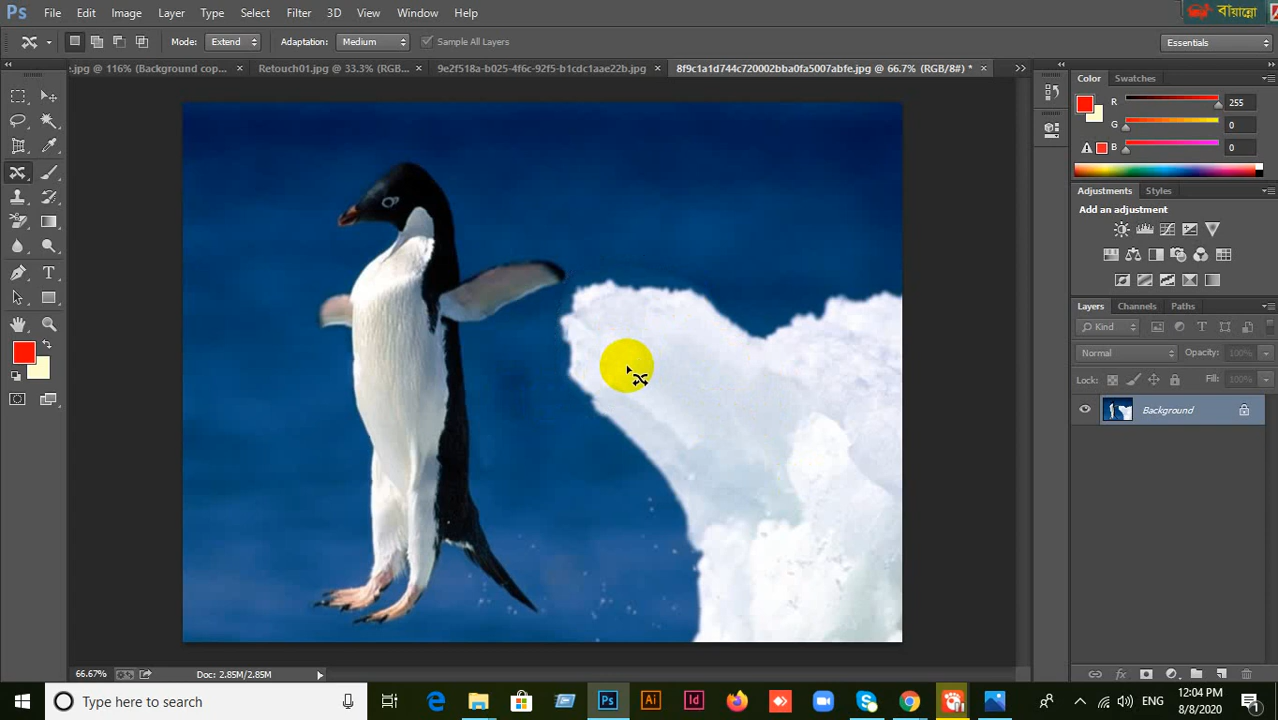 Ps File Edit Image Layer Type Select Filter 3D View Window Help
বায়ান্নো
Mode: Extend Adaptation: Medium Sample All Layers
Essentials
e.jpg @ 116% (Background cop... × Retouch01.jpg @ 33.3% (RGB... × 9e2f518a-b025-4f6c-92f5-b1cdc1aae22b.jpg × 8f9c1a1d744c720002bba0fa5007abfe.jpg @ 66.7% (RGB/8#) * ×
Color Swatches
R 255
G 0
B 0
Adjustments Styles
Add an adjustment
Layers Channels Paths
Kind
Normal Opacity: 100%
Lock: Fill: 100%
Background
66.67% Doc: 2.85M/2.85M
Type here to search
Ps Ai Id
ENG
12:04 PM
8/8/2020
1